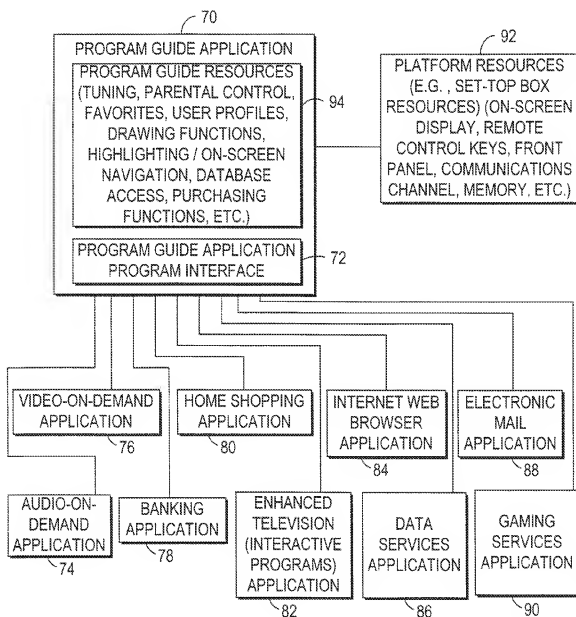 70
PROGRAM GUIDE APPLICATION
PROGRAM GUIDE RESOURCES
(TUNING, PARENTAL CONTROL,
FAVORITES, USER PROFILES,
DRAWING FUNCTIONS,
HIGHLIGHTING / ON-SCREEN
NAVIGATION, DATABASE
ACCESS, PURCHASING
FUNCTIONS, ETC.)
94
PROGRAM GUIDE APPLICATION
PROGRAM INTERFACE
72
92
PLATFORM RESOURCES
(E.G. , SET-TOP BOX
RESOURCES) (ON-SCREEN
DISPLAY, REMOTE
CONTROL KEYS, FRONT
PANEL, COMMUNICATIONS
CHANNEL, MEMORY. ETC.)
VIDEO-ON-DEMAND
APPLICATION
76
HOME SHOPPING
APPLICATION
80
INTERNET WEB
BROWSER
APPLICATION
84
ELECTRONIC
MAIL
APPLICATION
88
AUDIO-ON-
DEMAND
APPLICATION
74
BANKING
APPLICATION
78
ENHANCED
TELEVISION
(INTERACTIVE
PROGRAMS)
APPLICATION
82
DATA
SERVICES
APPLICATION
86
GAMING
SERVICES
APPLICATION
90